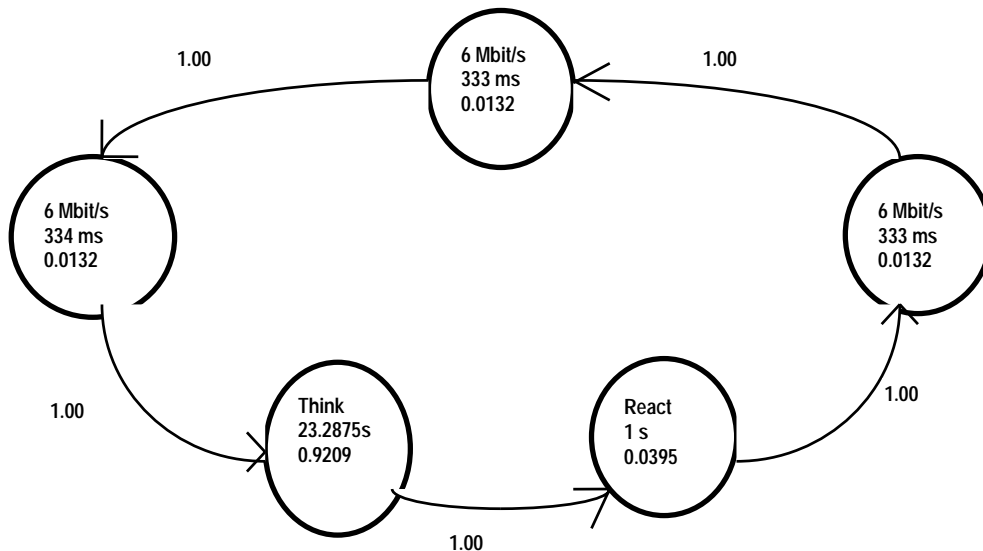 1.00
6 Mbit/s
333 ms
0.0132
1.00
6 Mbit/s
334 ms
0.0132
6 Mbit/s
333 ms
0.0132
1.00
Think
23.2875s
0.9209
React
1 s
0.0395
1.00
1.00